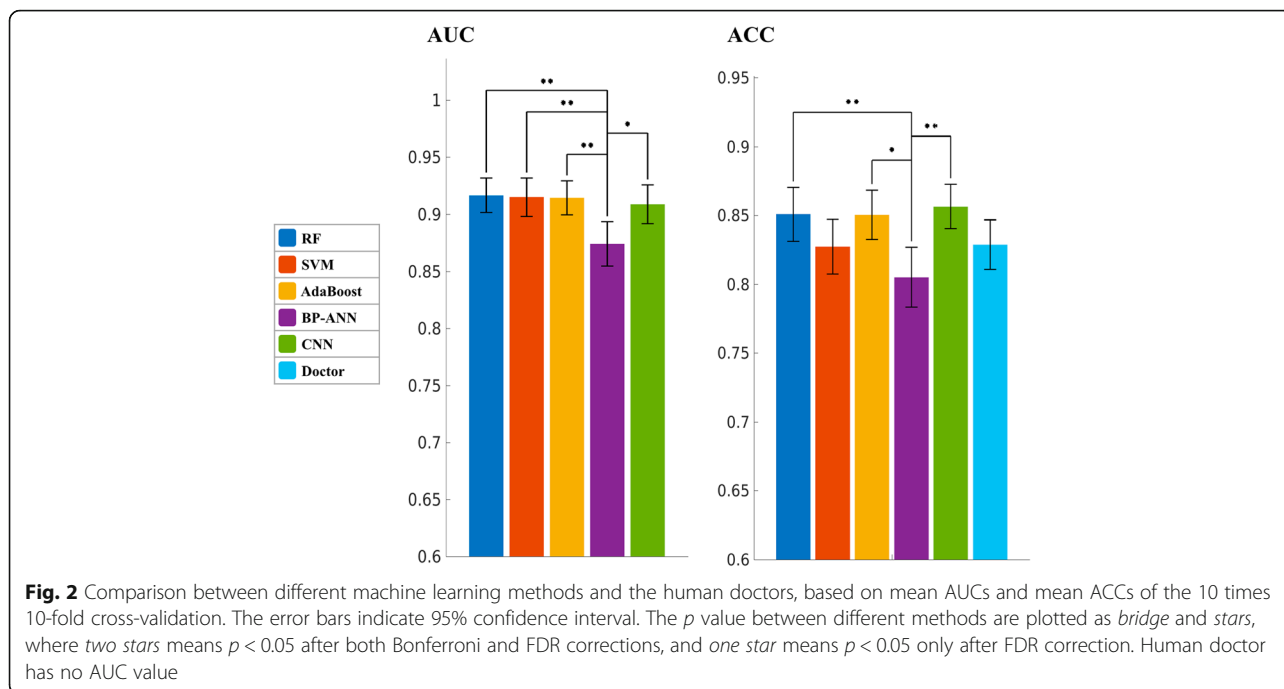 AUC
ACC
**
**
*
**
1
0.95
0.9
0.85
0.8
0.75
0.7
0.65
0.6
**
**
*
0.95
0.9
0.85
0.8
0.75
0.7
0.65
0.6
RF
SVM
AdaBoost
BP-ANN
CNN
Doctor
Fig. 2 Comparison between different machine learning methods and the human doctors, based on mean AUCs and mean ACCs of the 10 times
10-fold cross-validation. The error bars indicate 95% confidence interval. The p value between different methods are plotted as bridge and stars,
where two stars means p < 0.05 after both Bonferroni and FDR corrections, and one star means p < 0.05 only after FDR correction. Human doctor
has no AUC value